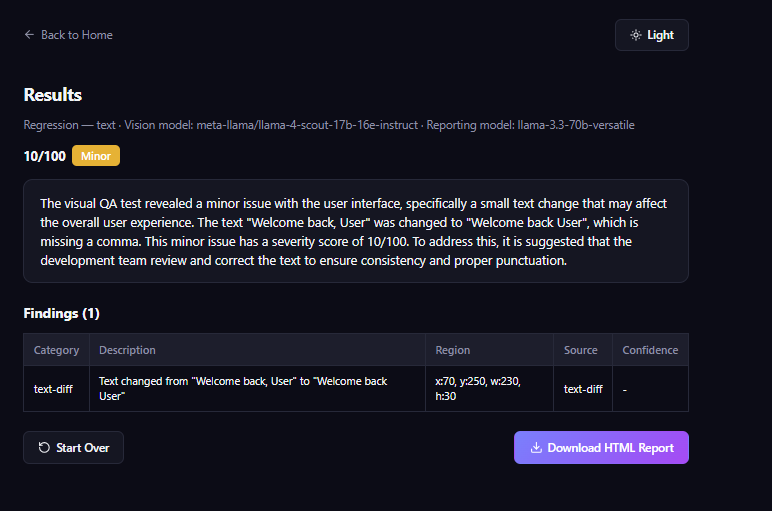 ← Back to Home
Light
Results
Regression — text · Vision model: meta-llama/llama-4-scout-17b-16e-instruct · Reporting model: llama-3.3-70b-versatile
10/100 Minor
The visual QA test revealed a minor issue with the user interface, specifically a small text change that may affect
the overall user experience. The text "Welcome back, User" was changed to "Welcome back User", which is
missing a comma. This minor issue has a severity score of 10/100. To address this, it is suggested that the
development team review and correct the text to ensure consistency and proper punctuation.
Findings (1)
Category Description Region Source Confidence
text-diff Text changed from "Welcome back, User" to "Welcome back User" x:70, y:250, w:230, h:30 text-diff -
Start Over
Download HTML Report